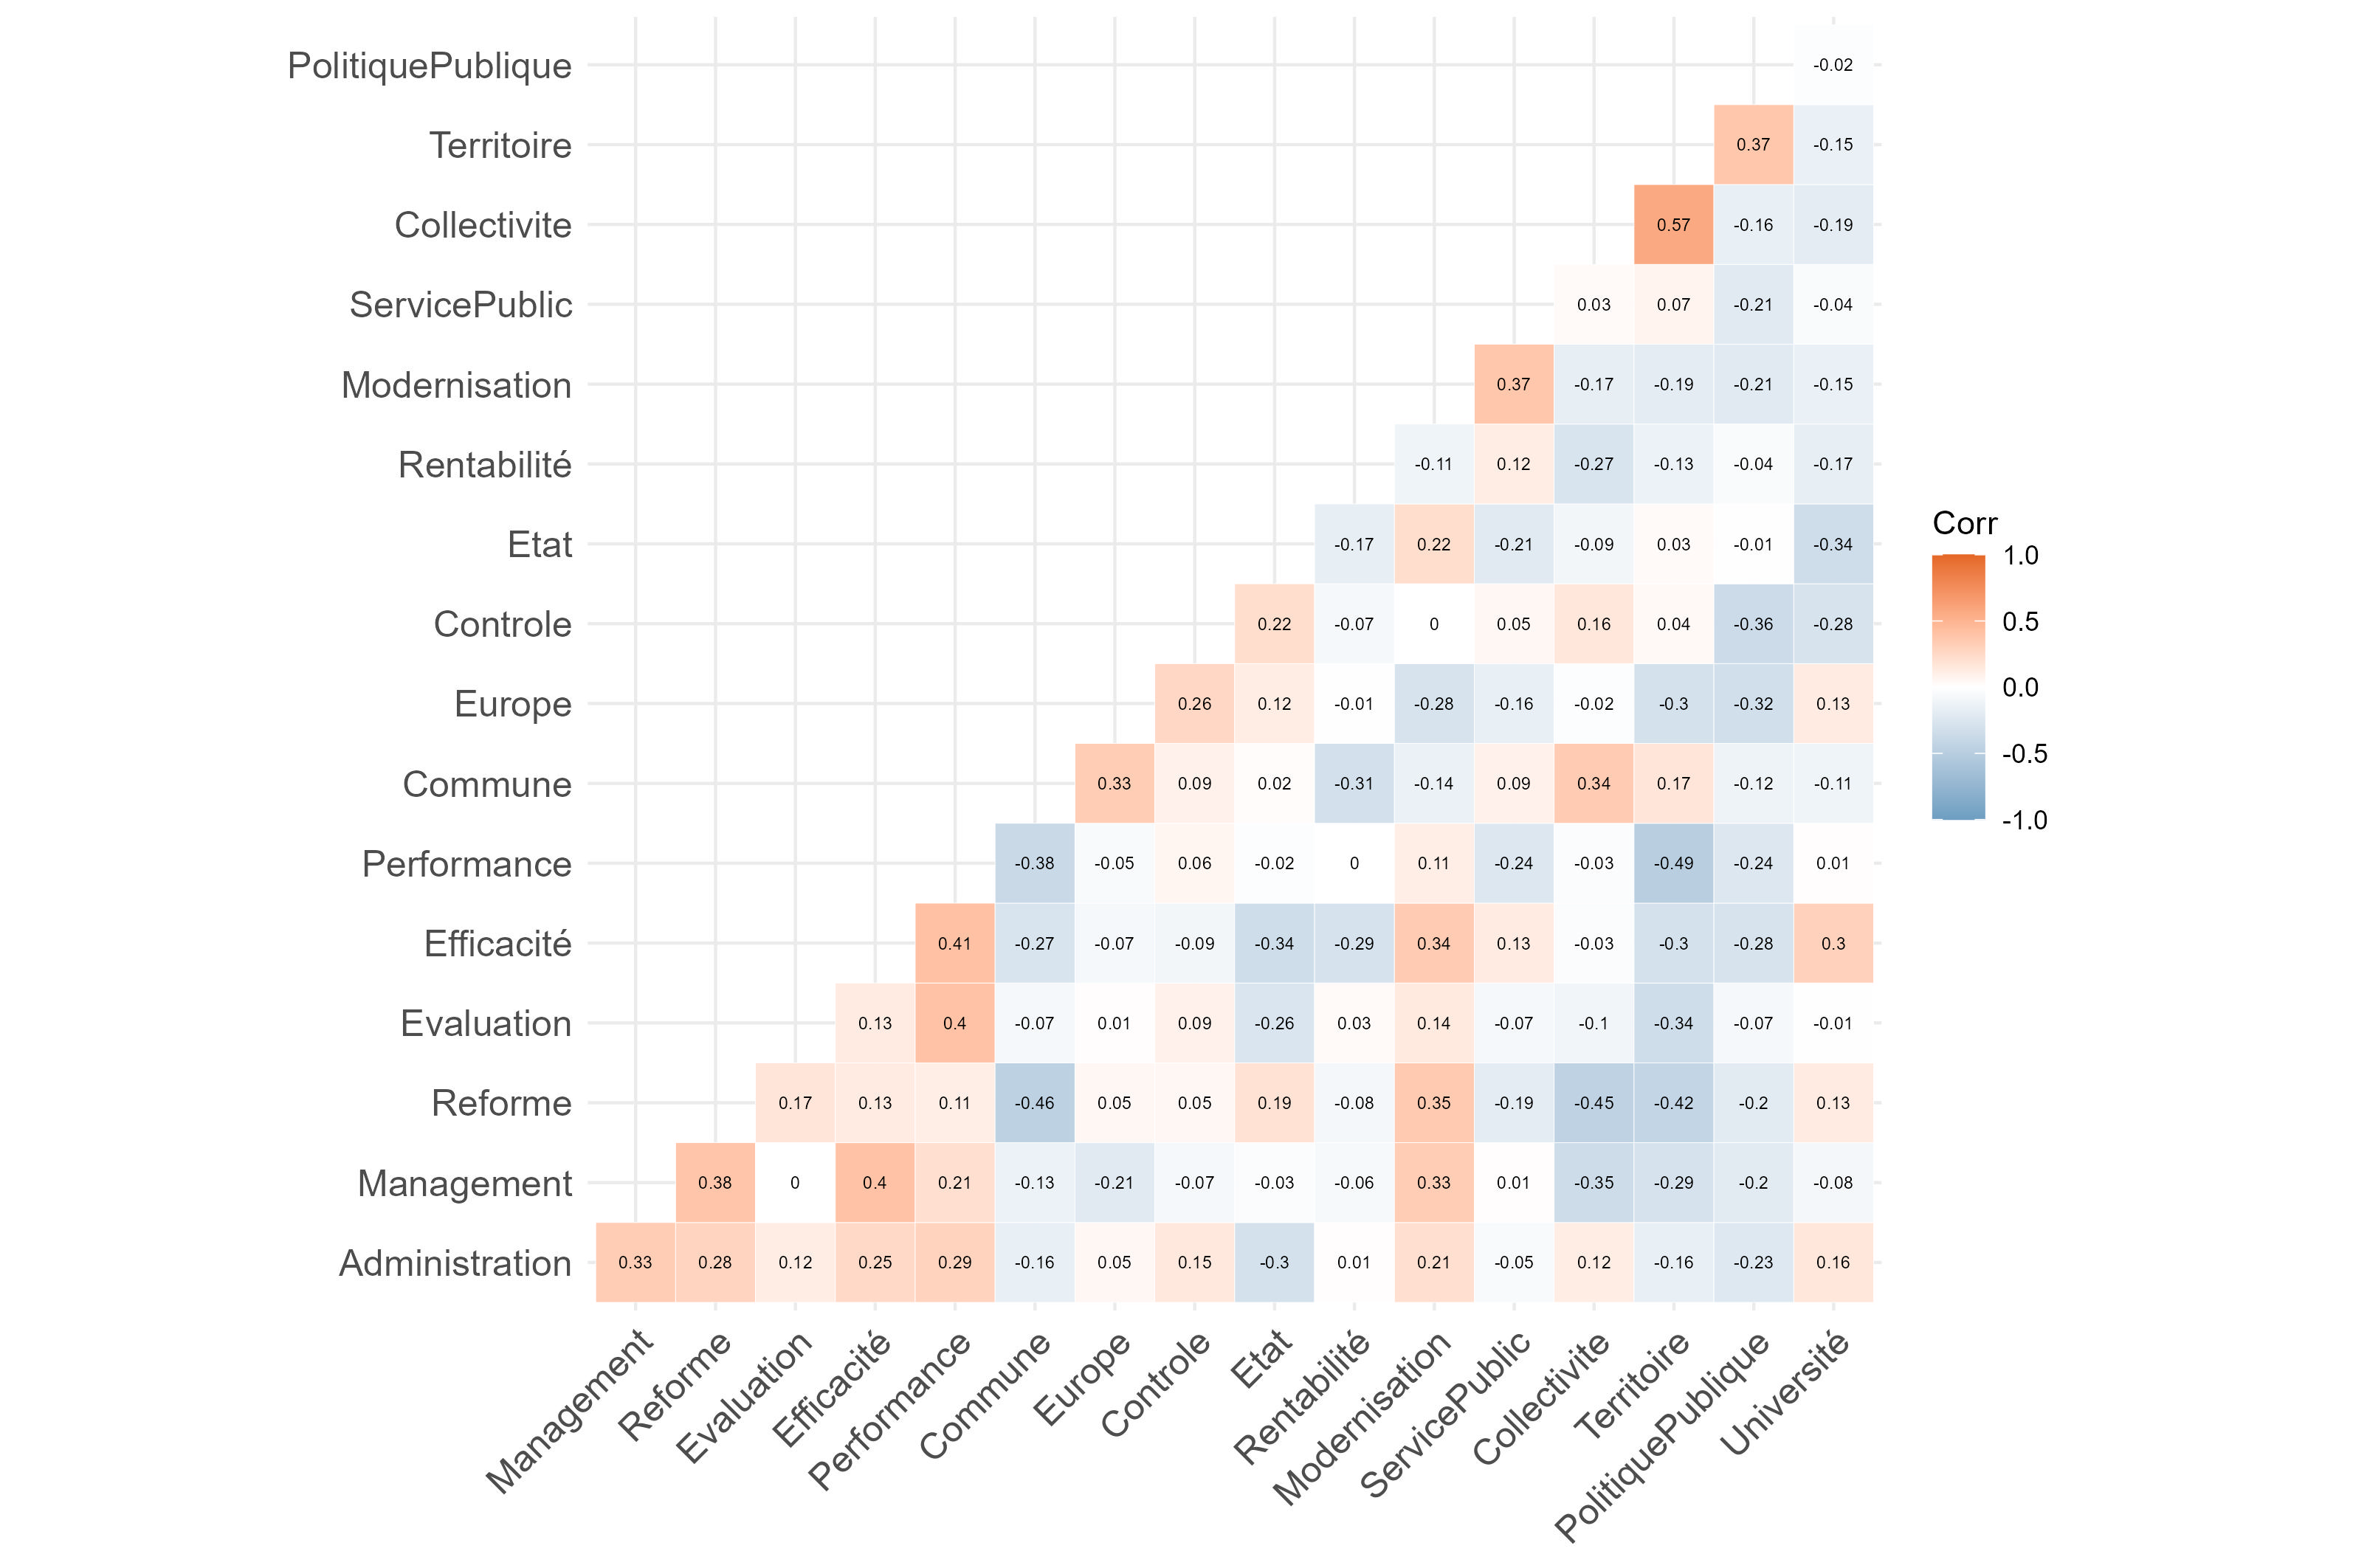 PolitiquePublique -0.02
Territoire 0.37 -0.15
Collectivite 0.57 -0.16 -0.19
ServicePublic 0.03 0.07 -0.21 -0.04
Modernisation 0.37 -0.17 -0.19 -0.21 -0.15
Rentabilité -0.11 0.12 -0.27 -0.13 -0.04 -0.17
Etat -0.17 0.22 -0.21 -0.09 0.03 -0.01 -0.34
Controle 0.22 -0.07 0 0.05 0.16 0.04 -0.36 -0.28
Europe 0.26 0.12 -0.01 -0.28 -0.16 -0.02 -0.3 -0.32 0.13
Commune 0.33 0.09 0.02 -0.31 -0.14 0.09 0.34 0.17 -0.12 -0.11
Performance -0.38 -0.05 0.06 -0.02 0 0.11 -0.24 -0.03 -0.49 -0.24 0.01
Efficacité 0.41 -0.27 -0.07 -0.09 -0.34 -0.29 0.34 0.13 -0.03 -0.3 -0.28 0.3
Evaluation 0.13 0.4 -0.07 0.01 0.09 -0.26 0.03 0.14 -0.07 -0.1 -0.34 -0.07 -0.01
Reforme 0.17 0.13 0.11 -0.46 0.05 0.05 0.19 -0.08 0.35 -0.19 -0.45 -0.42 -0.2 0.13
Management 0.38 0 0.4 0.21 -0.13 -0.21 -0.07 -0.03 -0.06 0.33 0.01 -0.35 -0.29 -0.2 -0.08
Administration 0.33 0.28 0.12 0.25 0.29 -0.16 0.05 0.15 -0.3 0.01 0.21 -0.05 0.12 -0.16 -0.23 0.16
Management
Reforme
Evaluation
Efficacité
Performance
Commune
Europe
Controle
Etat
Rentabilité
Modernisation
ServicePublic
Collectivite
Territoire
PolitiquePublique
Université
Corr
1.0
0.5
0.0
-0.5
-1.0